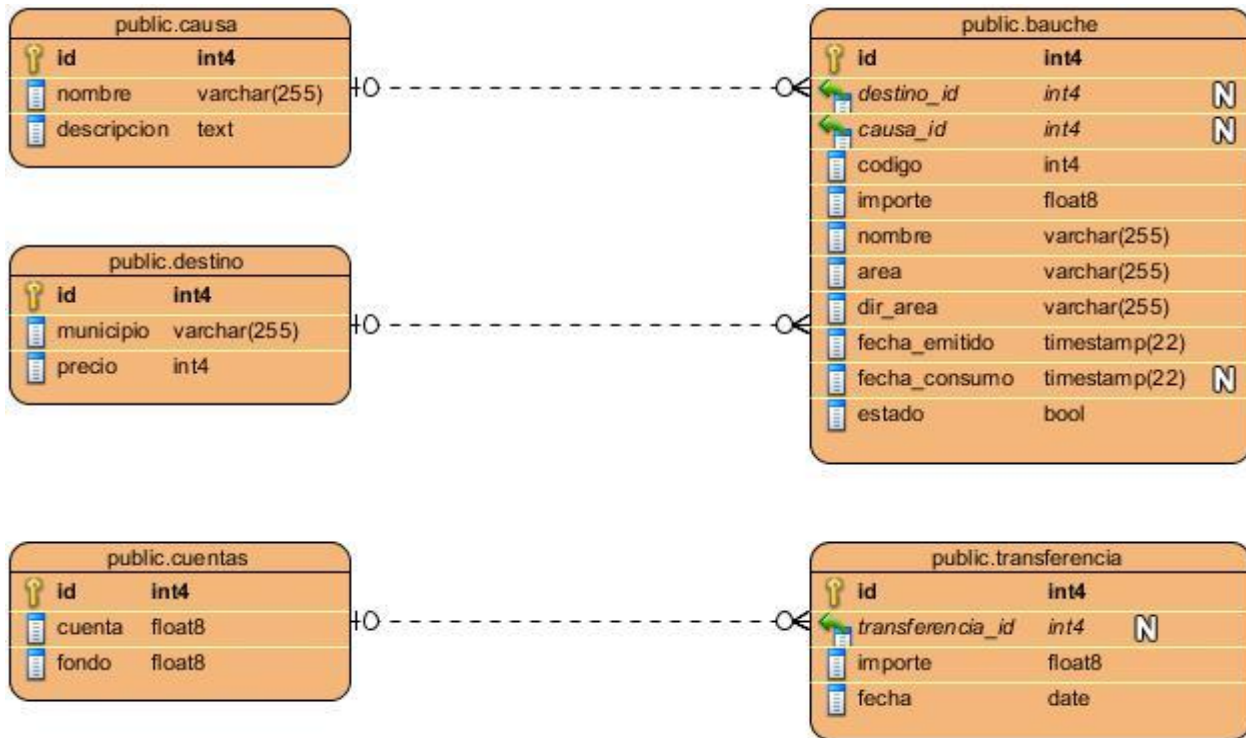 public.causa
id int4
nombre varchar(255)
descripcion text
public.bauche
id int4
destino_id int4 N
causa_id int4 N
codigo int4
importe float8
nombre varchar(255)
area varchar(255)
dir_area varchar(255)
fecha_emitido timestamp(22)
fecha_consumo timestamp(22) N
estado bool
public.destino
id int4
municipio varchar(255)
precio int4
public.cuentas
id int4
cuenta float8
fondo float8
public.transferencia
id int4
transferencia_id int4 N
importe float8
fecha date